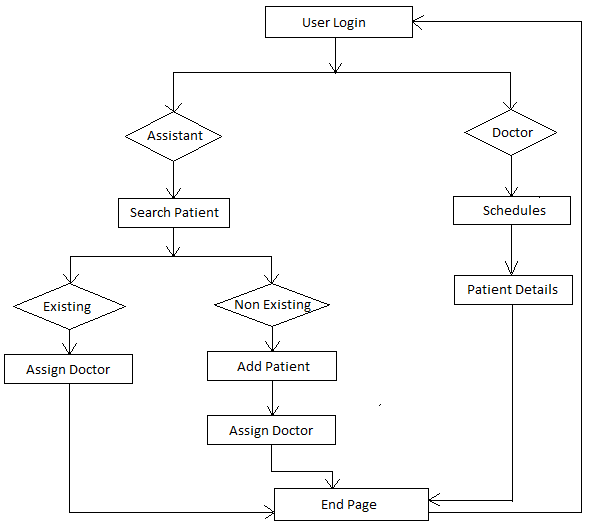 User Login
Assistant
Doctor
Search Patient
Schedules
Existing
Non Existing
Patient Details
Assign Doctor
Add Patient
Assign Doctor
End Page